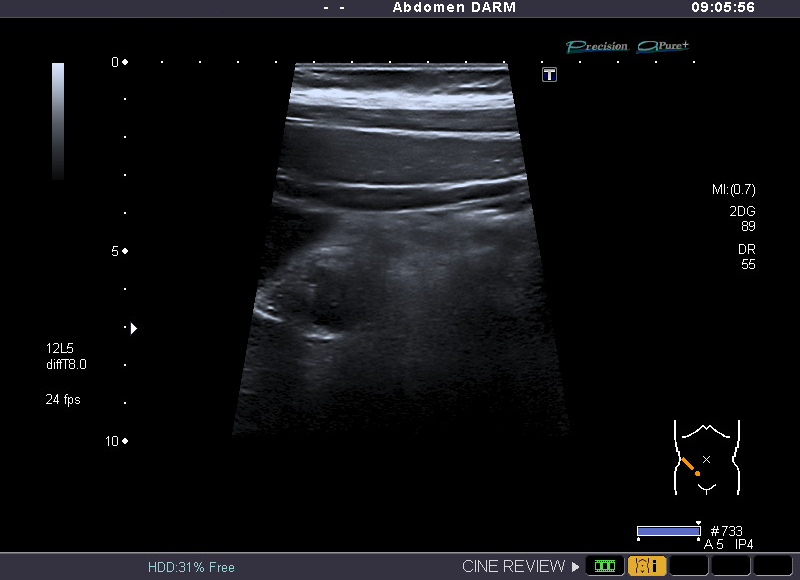 - - Abdomen DARM 09:05:56
Precision APure+
T
0
MI:(0.7)
2DG
89
DR
55
5
12L5
diffT8.0
24 fps
10
#733
A 5 IP4
HDD:31% Free
CINE REVIEW
i